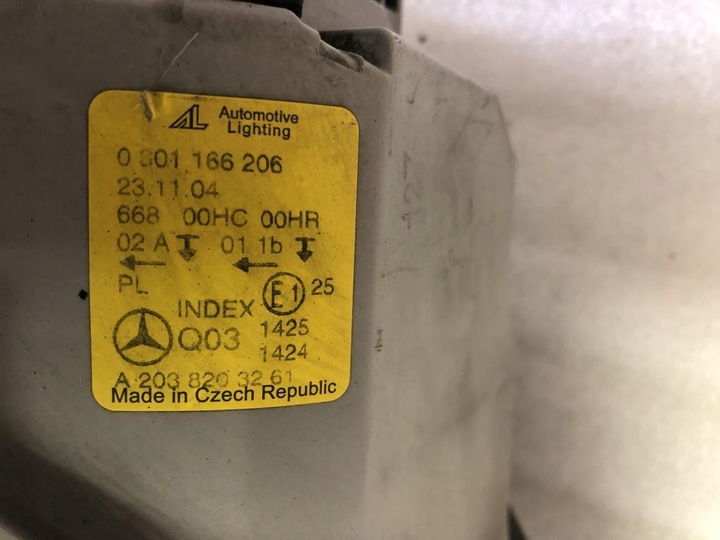 Automotive
Lighting
0 301 166 206
23.11.04
668 00HC 00HR
02 A 01 1b
PL
E1 25
INDEX
Q03 1425
1424
A 203 820 32 61
Made in Czech Republic